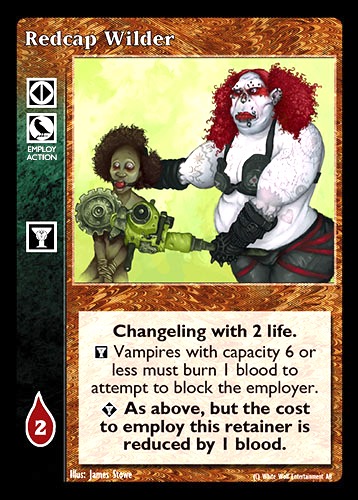 Redcap Wilder
EMPLOY
ACTION
Changeling with 2 life.
Vampires with capacity 6 or
less must burn 1 blood to
attempt to block the employer.
As above, but the cost
to employ this retainer is
reduced by 1 blood.
2
Illus: James Stowe
(C) White Wolf Entertainment AB